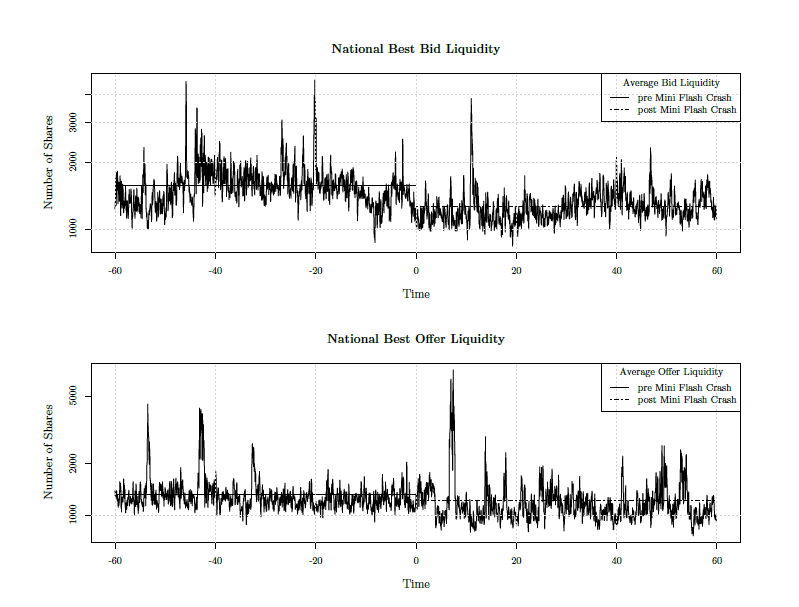 National Best Bid Liquidity
Average Bid Liquidity
pre Mini Flash Crash
post Mini Flash Crash
Number of Shares
3000
2000
1000
-60 -40 -20 0 20 40 60
Time
National Best Offer Liquidity
Average Offer Liquidity
pre Mini Flash Crash
post Mini Flash Crash
Number of Shares
5000
2000
1000
-60 -40 -20 0 20 40 60
Time